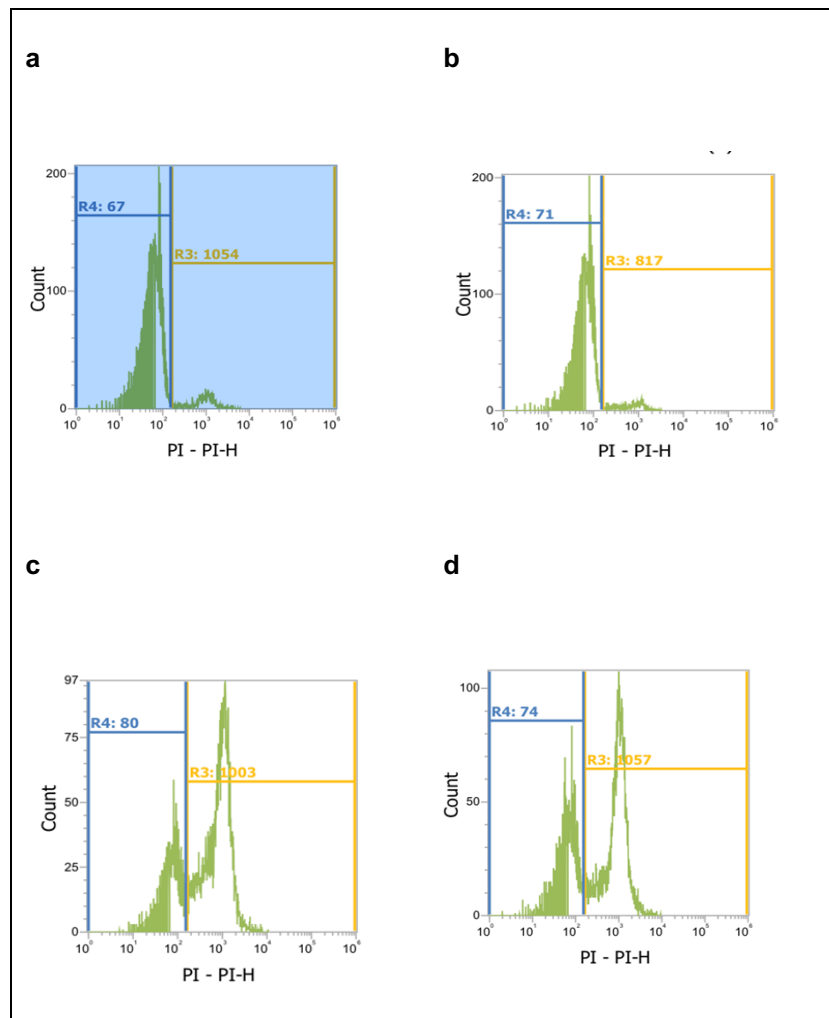 a
b
200
100
0
Count
R4: 67
R3: 1054
10⁰ 10¹ 10² 10³ 10⁴ 10⁵ 10⁶
PI - PI-H
200
100
0
Count
R4: 71
R3: 817
10⁰ 10¹ 10² 10³ 10⁴ 10⁵ 10⁶
PI - PI-H
c
d
97
75
50
25
0
Count
R4: 80
R3: 1003
10⁰ 10¹ 10² 10³ 10⁴ 10⁵ 10⁶
PI - PI-H
100
50
0
Count
R4: 74
R3: 1057
10⁰ 10¹ 10² 10³ 10⁴ 10⁵ 10⁶
PI - PI-H